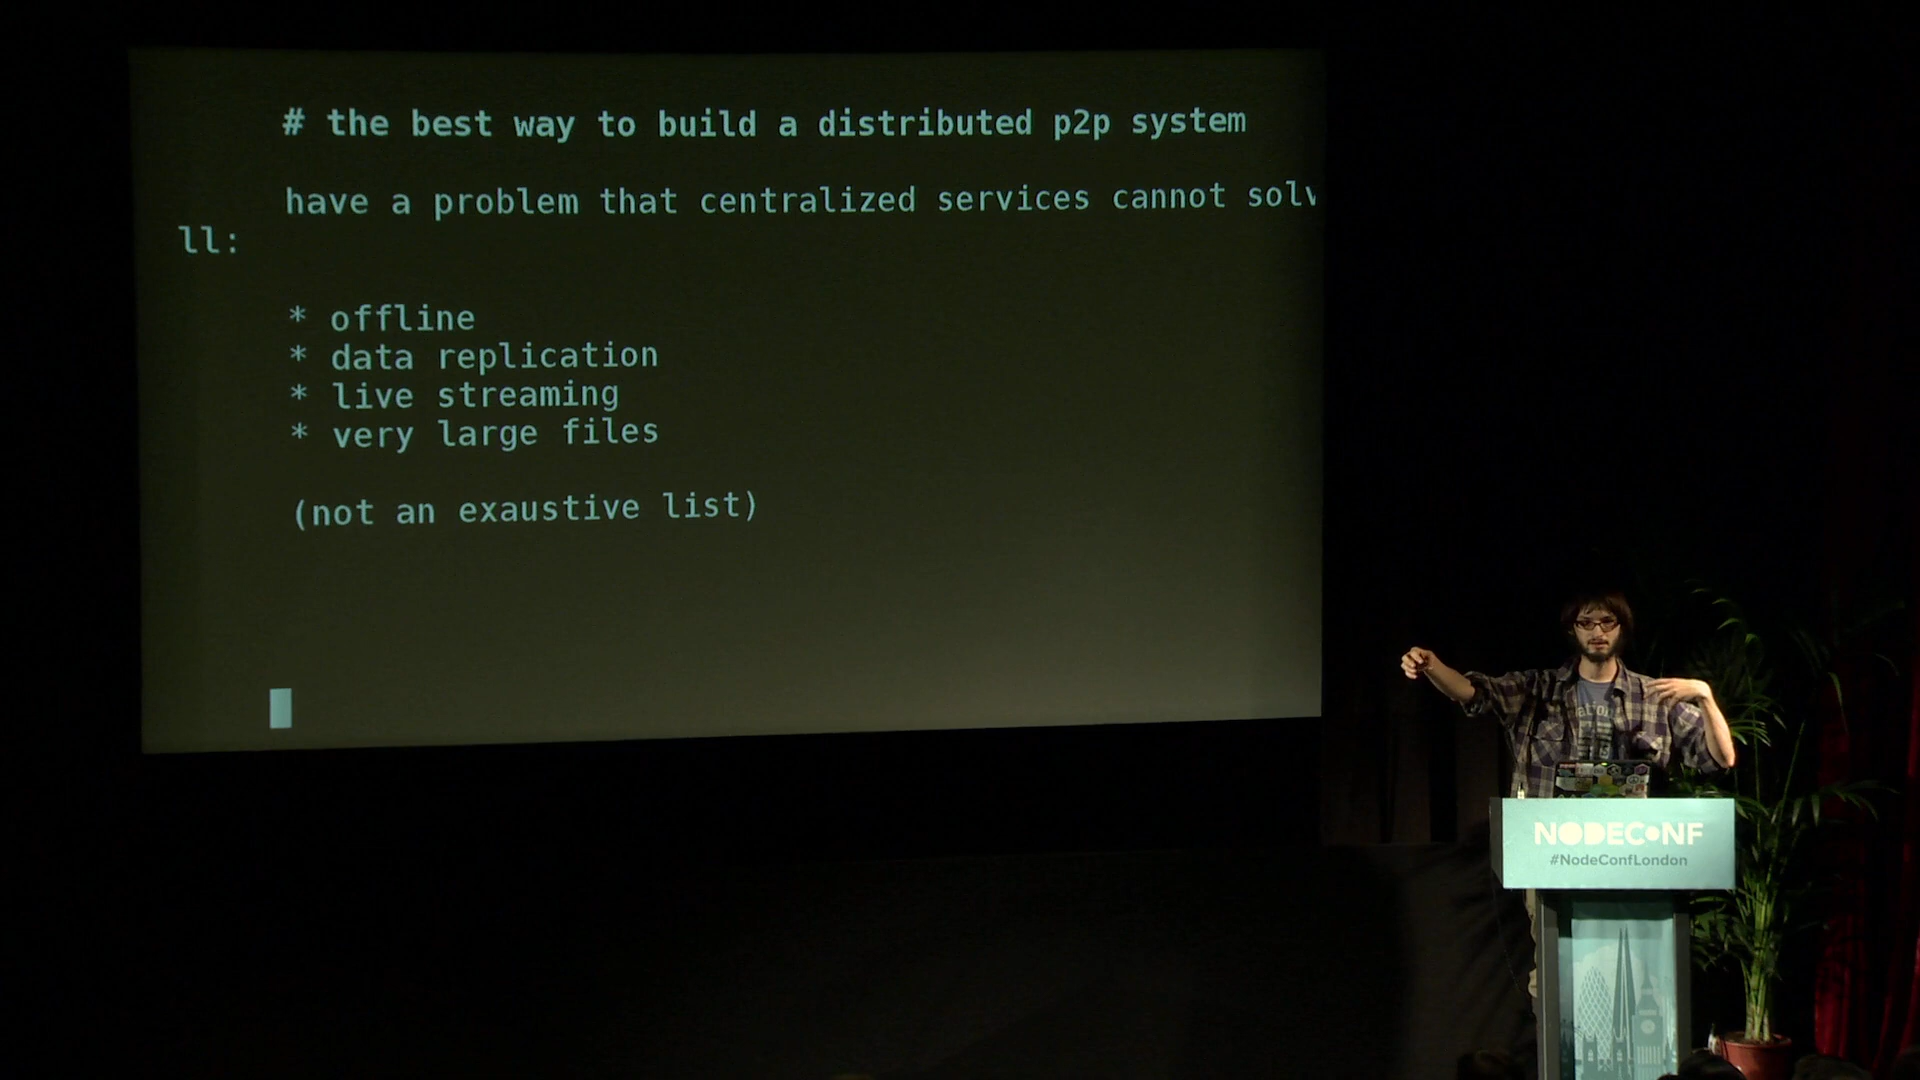 # the best way to build a distributed p2p system
have a problem that centralized services cannot solv
ll:
* offline
* data replication
* live streaming
* very large files
(not an exaustive list)
NODECONF
#NodeConfLondon